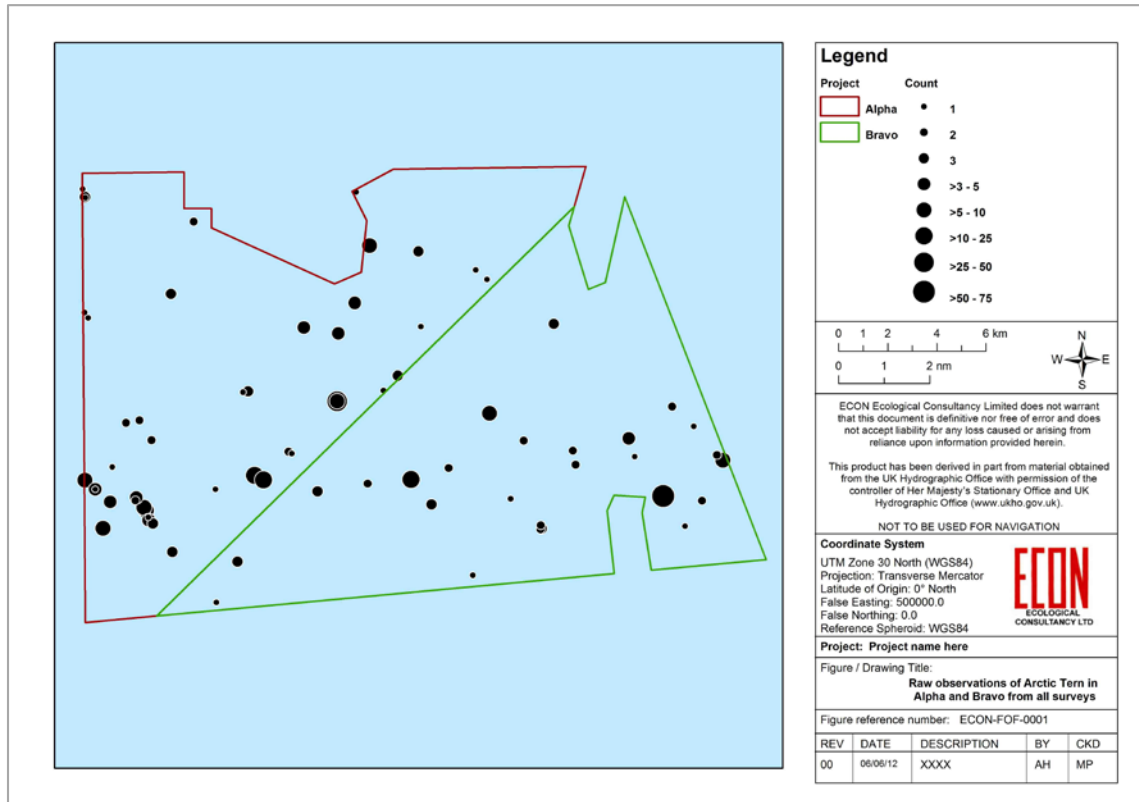 Legend
Project Count
Alpha
Bravo
1
2
3
>3 - 5
>5 - 10
>10 - 25
>25 - 50
>50 - 75
0 1 2 4 6 km
0 1 2 nm
N
W E
S
ECON Ecological Consultancy Limited does not warrant
that this document is definitive nor free of error and does
not accept liability for any loss caused or arising from
reliance upon information provided herein.
This product has been derived in part from material obtained
from the UK Hydrographic Office with permission of the
controller of Her Majesty's Stationary Office and UK
Hydrographic Office (www.ukho.gov.uk).
NOT TO BE USED FOR NAVIGATION
Coordinate System
UTM Zone 30 North (WGS84)
Projection: Transverse Mercator
Latitude of Origin: 0° North
False Easting: 500000.0
False Northing: 0.0
Reference Spheroid: WGS84
ECON
ECOLOGICAL
CONSULTANCY LTD
Project: Project name here
Figure / Drawing Title:
Raw observations of Arctic Tern in
Alpha and Bravo from all surveys
Figure reference number: ECON-FOF-0001
REV DATE DESCRIPTION BY CKD
00 06/06/12 XXXX AH MP